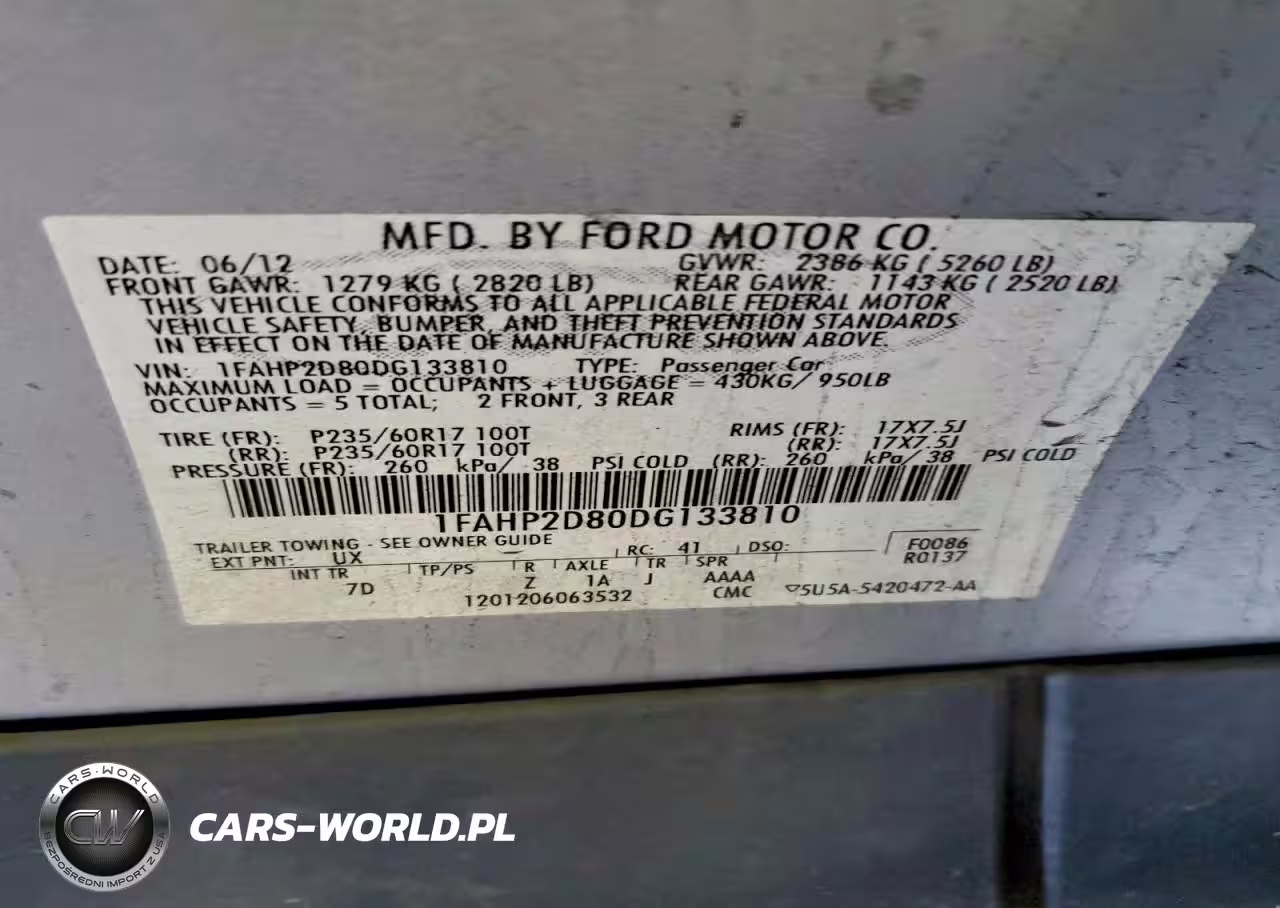 MFD. BY FORD MOTOR CO.
DATE: 06/12 GVWR: 2386 KG ( 5260 LB)
FRONT GAWR: 1279 KG ( 2820 LB) REAR GAWR: 1143 KG ( 2520 LB)
THIS VEHICLE CONFORMS TO ALL APPLICABLE FEDERAL MOTOR
VEHICLE SAFETY, BUMPER, AND THEFT PREVENTION STANDARDS
IN EFFECT ON THE DATE OF MANUFACTURE SHOWN ABOVE.
VIN: 1FAHP2D80DG133810 TYPE: Passenger Car
MAXIMUM LOAD = OCCUPANTS + LUGGAGE = 430KG/ 950LB
OCCUPANTS = 5 TOTAL; 2 FRONT, 3 REAR
TIRE (FR): P235/60R17 100T RIMS (FR): 17X7.5J
(RR): P235/60R17 100T (RR): 17X7.5J
PRESSURE (FR): 260 kPa/ 38 PSI COLD (RR): 260 kPa/ 38 PSI COLD
1FAHP2D80DG133810
TRAILER TOWING - SEE OWNER GUIDE
EXT PNT: UX RC: 41 DSO: F0086
R0137
INT TR TP/PS R AXLE TR SPR
7D Z 1A J AAAA
1201206063532 CMC 5U5A-5420472-AA
CARS-WORLD
CW
BEZPOŚREDNI IMPORT Z USA
CARS-WORLD.PL